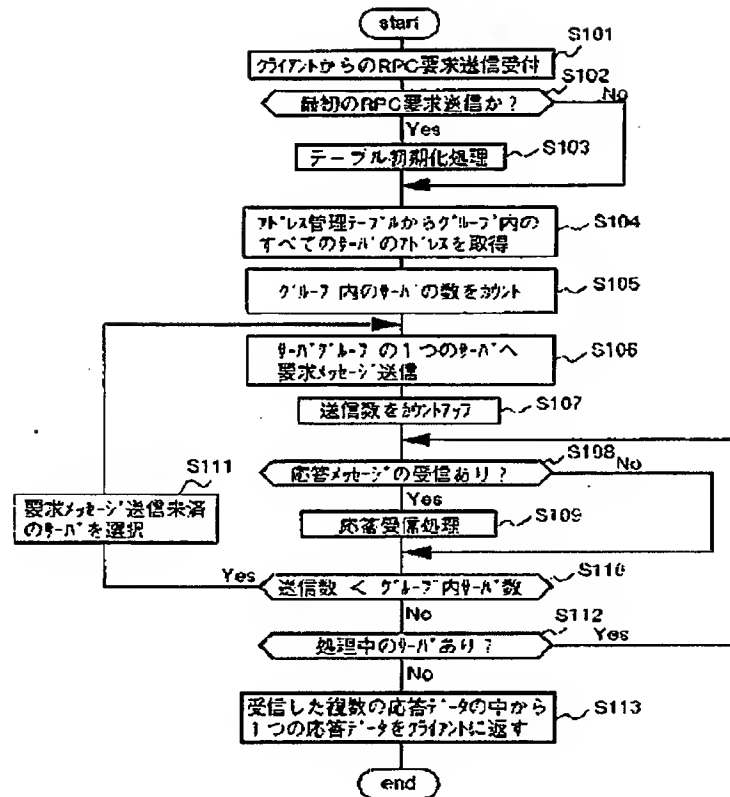 start
S101
クライアントからのRPC要求送信受付
S102
最初のRPC要求送信か？
No
Yes
テーブル初期化処理
S103
アドレス管理テーブルからグループ内の
すべてのサーバのアドレスを取得
S104
グループ内のサーバの数をカウント
S105
サーバグループの１つのサーバへ
要求メッセージ送信
S106
送信数をカウントアップ
S107
S108
応答メッセージの受信あり？
No
S111
要求メッセージ送信未済
のサーバを選択
Yes
応答受信処理
S109
Yes
送信数 < グループ内サーバ数
S110
No
S112
処理中のサーバあり？
Yes
No
受信した複数の応答データの中から
１つの応答データをクライアントに返す
S113
end